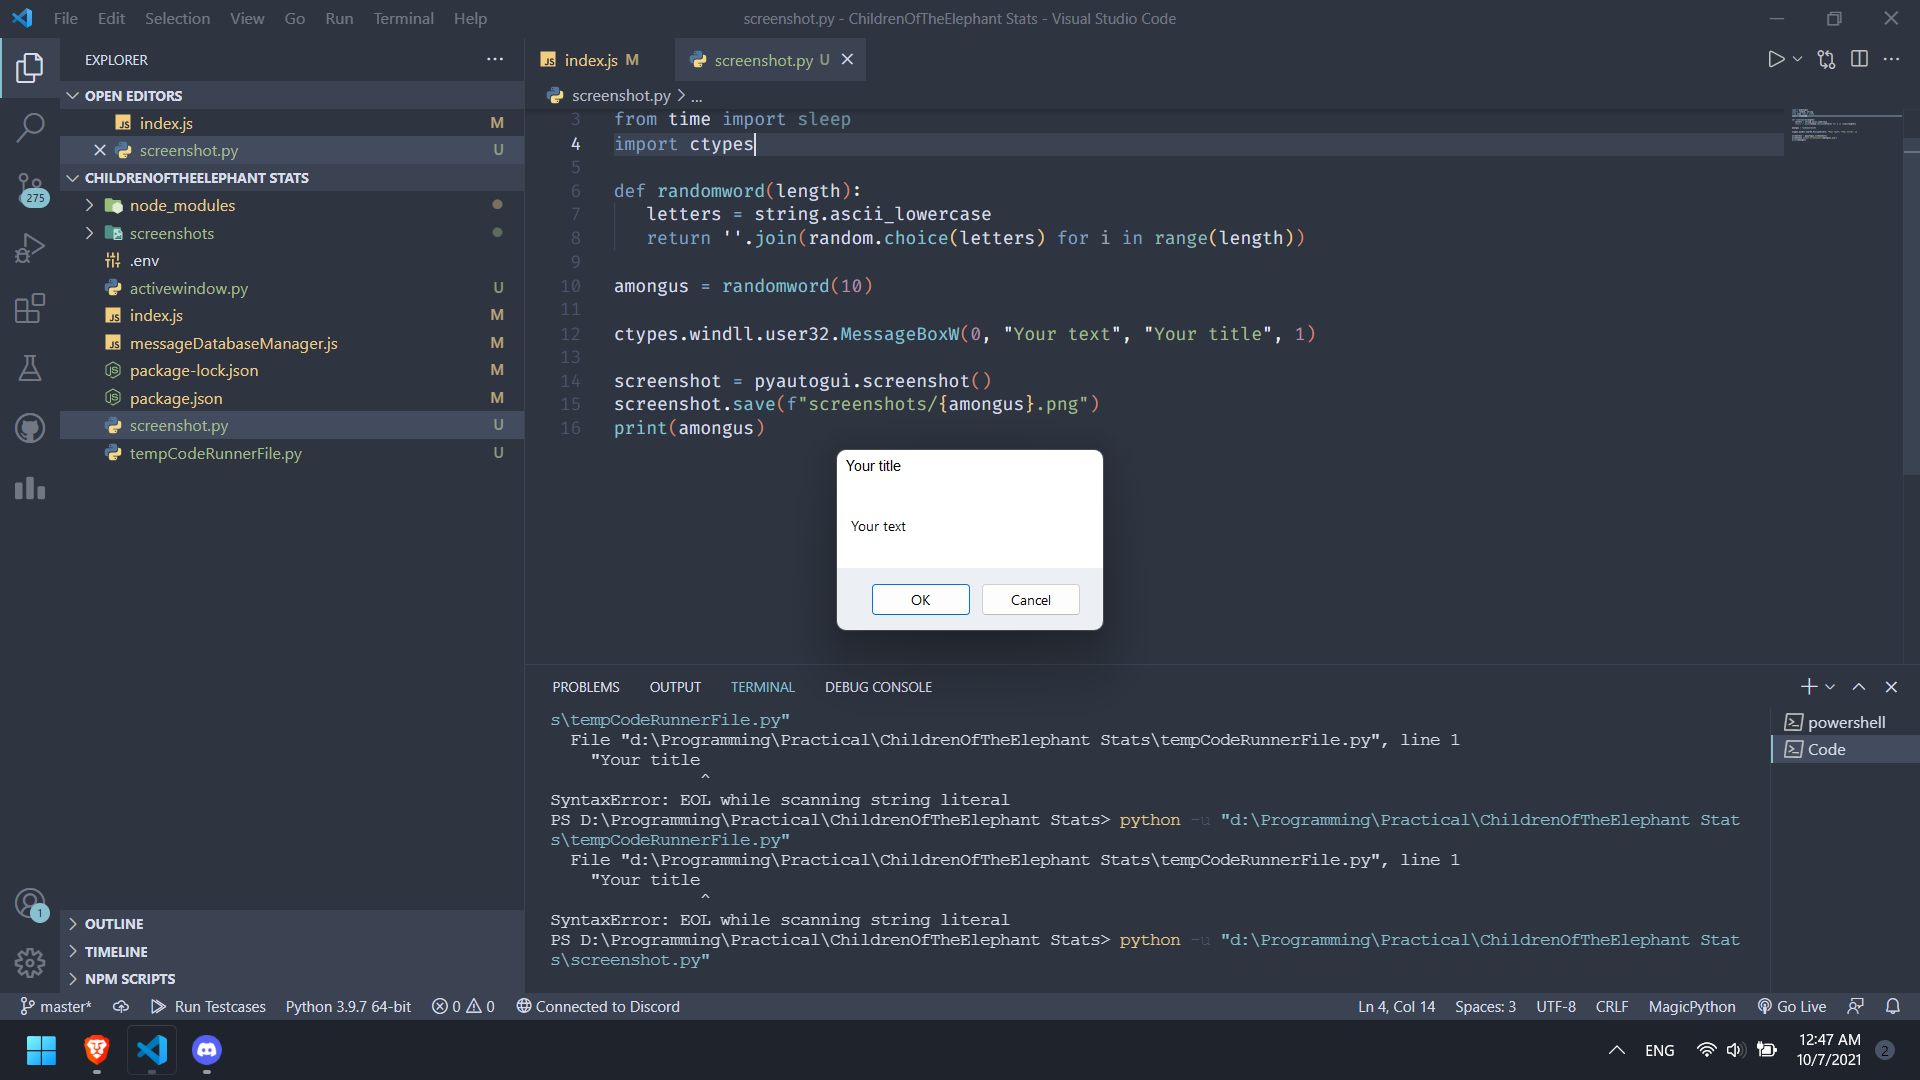 File Edit Selection View Go Run Terminal Help
screenshot.py - ChildrenOfTheElephant Stats - Visual Studio Code
EXPLORER
OPEN EDITORS
index.js M
screenshot.py U
CHILDRENOFTHEELEPHANT STATS
node_modules
screenshots
.env
activewindow.py U
index.js M
messageDatabaseManager.js M
package-lock.json M
package.json M
screenshot.py U
tempCodeRunnerFile.py U
OUTLINE
TIMELINE
NPM SCRIPTS
275
1
index.js M
screenshot.py U
screenshot.py > ...
3 from time import sleep
4 import ctypes
5
6 def randomword(length):
7 letters = string.ascii_lowercase
8 return ''.join(random.choice(letters) for i in range(length))
9
10 amongus = randomword(10)
11
12 ctypes.windll.user32.MessageBoxW(0, "Your text", "Your title", 1)
13
14 screenshot = pyautogui.screenshot()
15 screenshot.save(f"screenshots/{amongus}.png")
16 print(amongus)
Your title
Your text
OK Cancel
PROBLEMS OUTPUT TERMINAL DEBUG CONSOLE
s\tempCodeRunnerFile.py"
File "d:\Programming\Practical\ChildrenOfTheElephant Stats\tempCodeRunnerFile.py", line 1
"Your title
^
SyntaxError: EOL while scanning string literal
PS D:\Programming\Practical\ChildrenOfTheElephant Stats> python -u "d:\Programming\Practical\ChildrenOfTheElephant Stat
s\tempCodeRunnerFile.py"
File "d:\Programming\Practical\ChildrenOfTheElephant Stats\tempCodeRunnerFile.py", line 1
"Your title
^
SyntaxError: EOL while scanning string literal
PS D:\Programming\Practical\ChildrenOfTheElephant Stats> python -u "d:\Programming\Practical\ChildrenOfTheElephant Stat
s\screenshot.py"
powershell
Code
master* Run Testcases Python 3.9.7 64-bit 0 0 Connected to Discord
Ln 4, Col 14 Spaces: 3 UTF-8 CRLF MagicPython Go Live
ENG
12:47 AM
10/7/2021
2